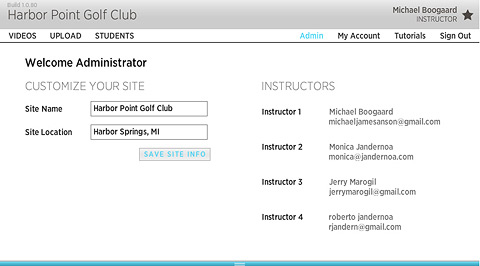 Build 1.0.90
Harbor Point Golf Club
Michael Boogaard
INSTRUCTOR
VIDEOS UPLOAD STUDENTS Admin My Account Tutorials Sign Out
Welcome Administrator
CUSTOMIZE YOUR SITE
Site Name Harbor Point Golf Club
Site Location Harbor Springs, MI
SAVE SITE INFO
INSTRUCTORS
Instructor 1 Michael Boogaard
michaeljamesanson@gmail.com
Instructor 2 Monica Jandernoa
monica@jandernoa.com
Instructor 3 Jerry Marogil
jerrymarogil@gmail.com
Instructor 4 roberto jandernoa
rjandern@gmail.com